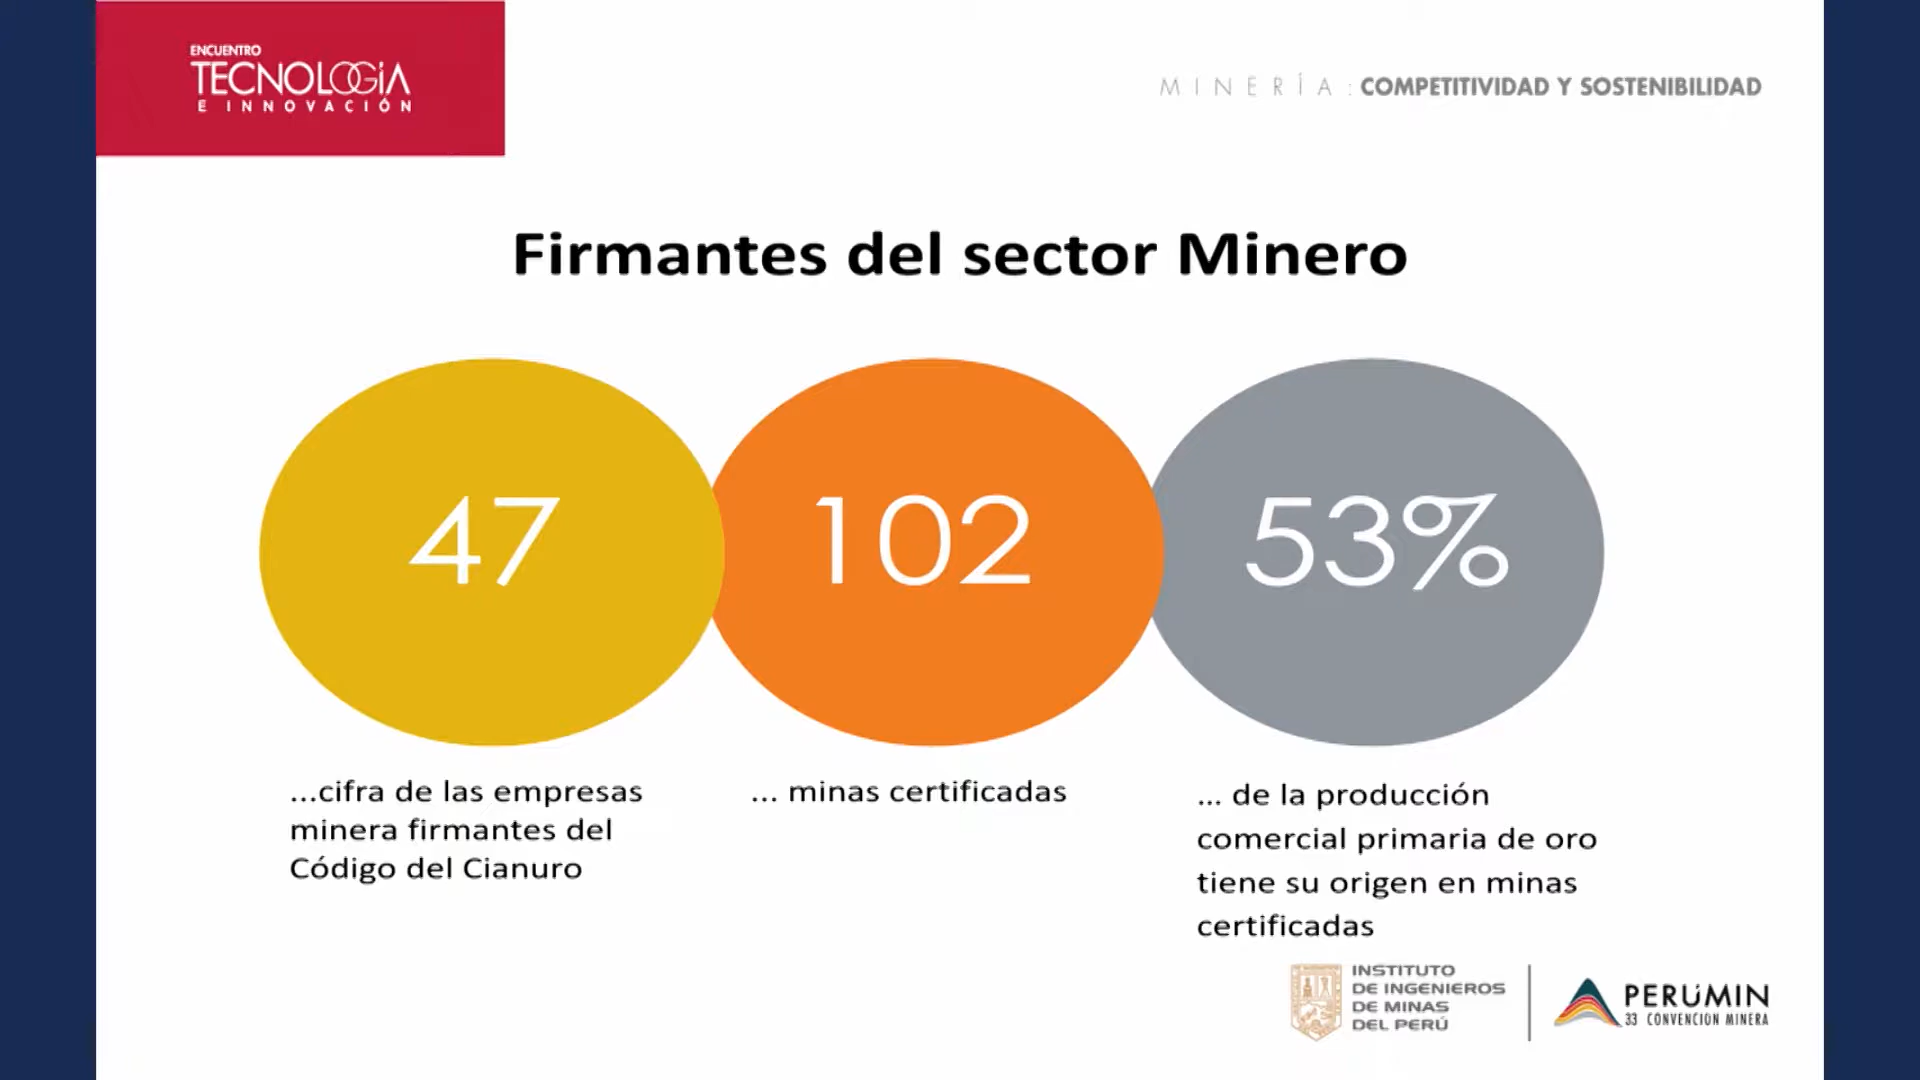 ENCUENTRO
TECNOLOGÍA
E INNOVACIÓN
MINERÍA: COMPETITIVIDAD Y SOSTENIBILIDAD
Firmantes del sector Minero
47
102
53%
...cifra de las empresas
minera firmantes del
Código del Cianuro
... minas certificadas
... de la producción
comercial primaria de oro
tiene su origen en minas
certificadas
INSTITUTO
DE INGENIEROS
DE MINAS
DEL PERÚ
PERÚMIN
33 CONVENCION MINERA